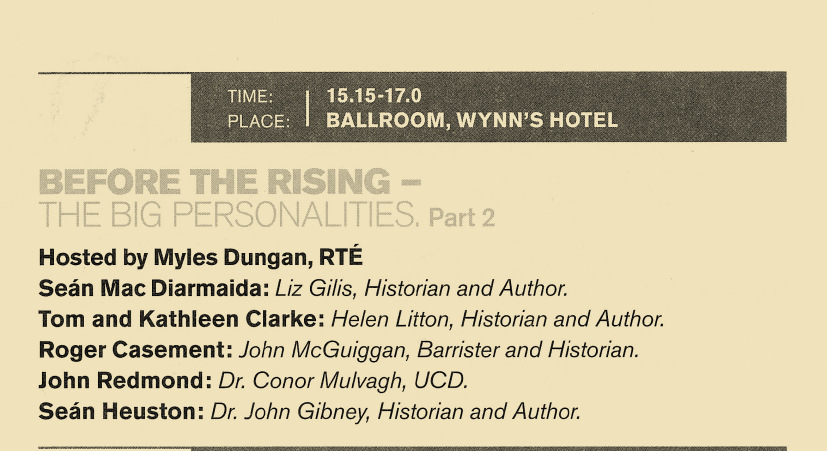 TIME: 15.15-17.0
PLACE: BALLROOM, WYNN'S HOTEL
BEFORE THE RISING –
THE BIG PERSONALITIES. Part 2
Hosted by Myles Dungan, RTÉ
Seán Mac Diarmaida: Liz Gilis, Historian and Author.
Tom and Kathleen Clarke: Helen Litton, Historian and Author.
Roger Casement: John McGuiggan, Barrister and Historian.
John Redmond: Dr. Conor Mulvagh, UCD.
Seán Heuston: Dr. John Gibney, Historian and Author.